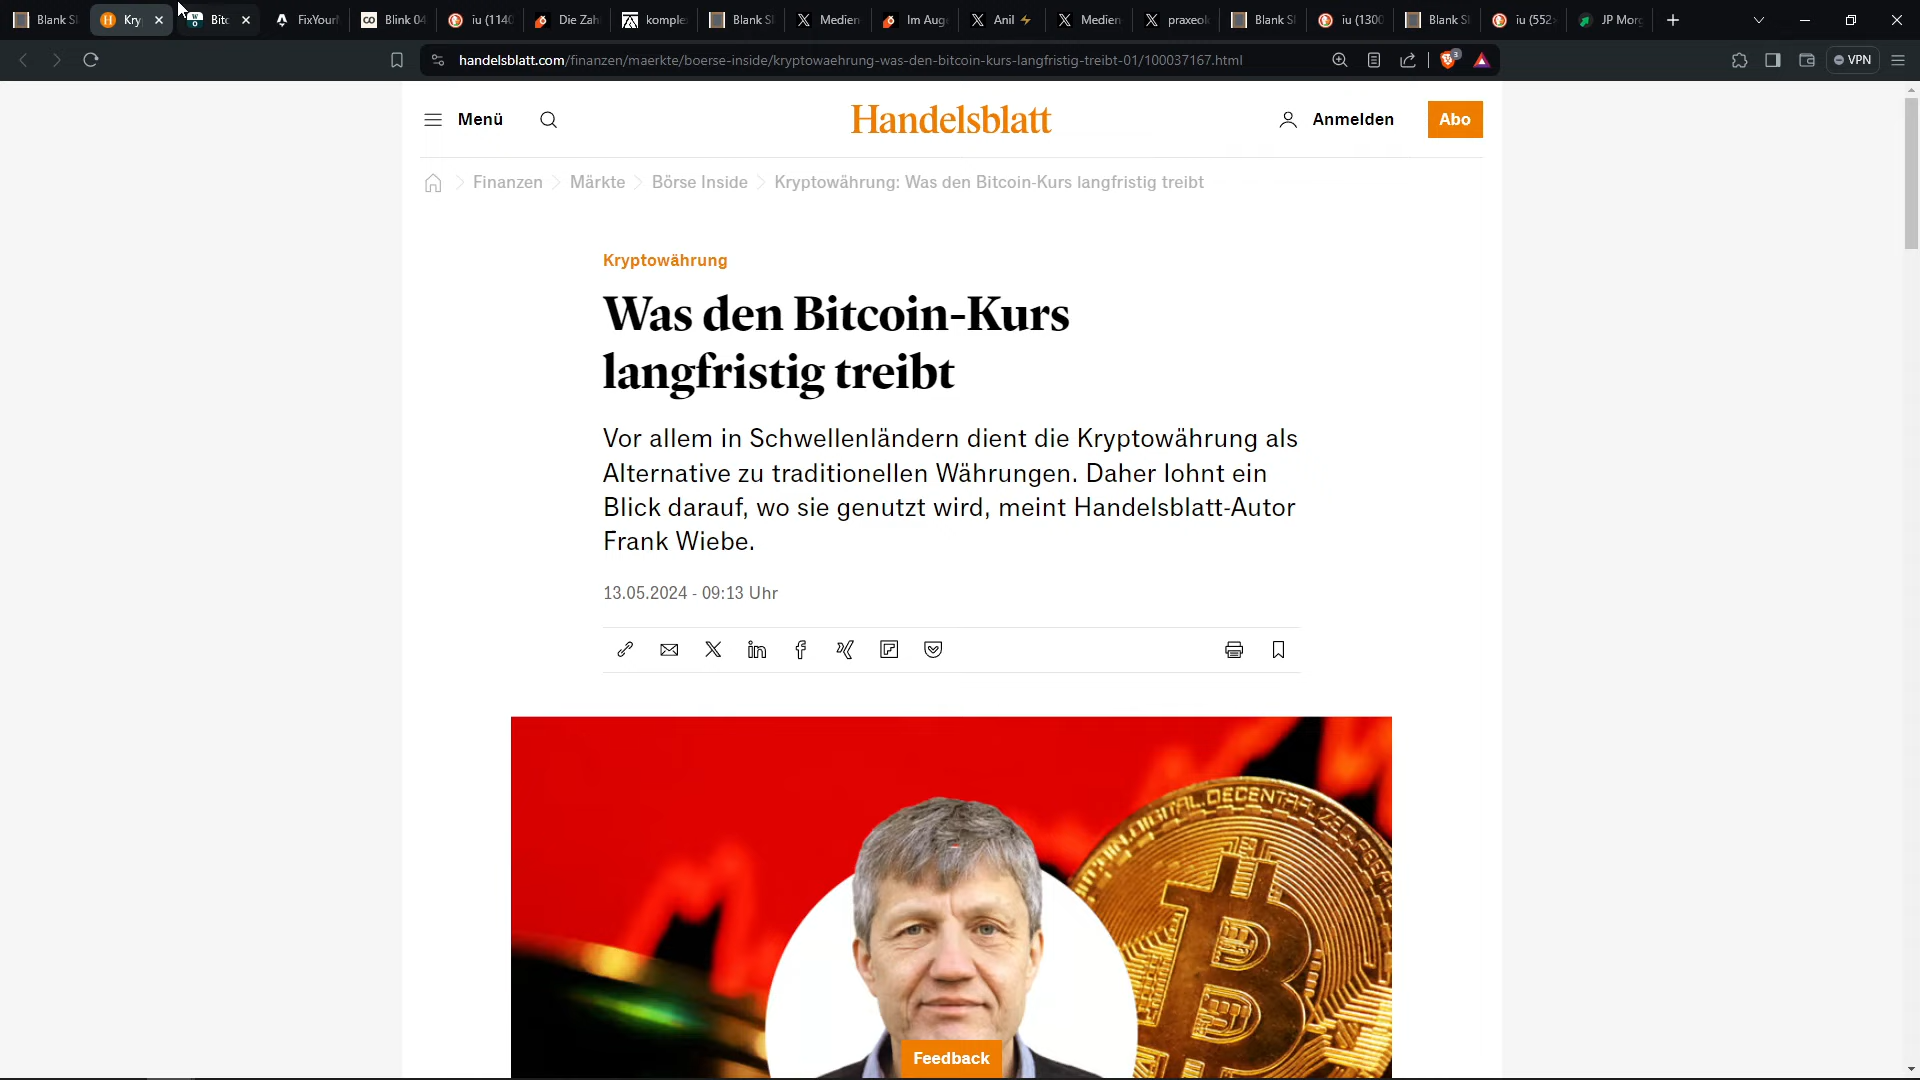 Blank Sl
Kry
Bitc
FixYour
Blink 04
iu (1140
Die Zah
komple
Blank Sl
Medien
Im Aug
Anil ⚡
Medien
praxeol
Blank Sl
iu (1300
Blank Sl
iu (552
JP Morg
handelsblatt.com/finanzen/maerkte/boerse-inside/kryptowaehrung-was-den-bitcoin-kurs-langfristig-treibt-01/100037167.html
3
VPN
Menü
Handelsblatt
Anmelden
Abo
Finanzen
Märkte
Börse Inside
Kryptowährung: Was den Bitcoin-Kurs langfristig treibt
Kryptowährung
Was den Bitcoin-Kurs
langfristig treibt
Vor allem in Schwellenländern dient die Kryptowährung als
Alternative zu traditionellen Währungen. Daher lohnt ein
Blick darauf, wo sie genutzt wird, meint Handelsblatt-Autor
Frank Wiebe.
13.05.2024 - 09:13 Uhr
Feedback